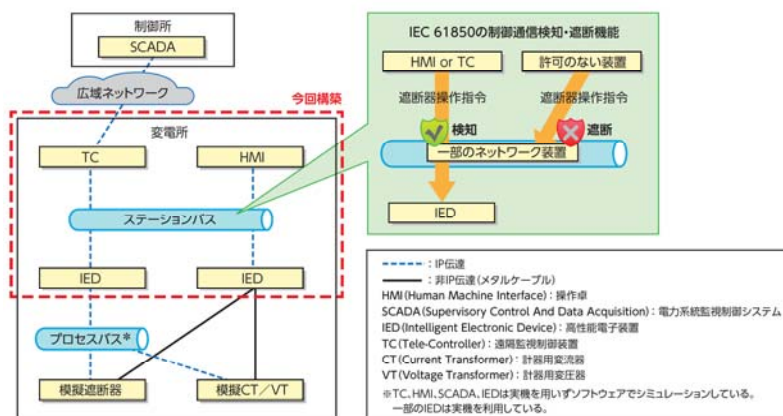 制御所
SCADA
広域ネットワーク
今回構築
変電所
TC
HMI
ステーションバス
IED
IED
プロセスバス*
模擬遮断器
模擬CT/VT
IEC 61850の制御通信検知・遮断機能
HMI or TC
許可のない装置
遮断器操作指令
遮断器操作指令
検知
遮断
一部のネットワーク装置
IED
:IP伝達
:非IP伝達(メタルケーブル)
HMI(Human Machine Interface):操作卓
SCADA(Supervisory Control And Data Acquisition):電力系統監視制御システム
IED(Intelligent Electronic Device):高性能電子装置
TC(Tele-Controller):遠隔監視制御装置
CT(Current Transformer):計器用変流器
VT(Voltage Transformer):計器用変圧器
※TC、HMI、SCADA、IEDは実機を用いずソフトウェアでシミュレーションしている。
一部のIEDは実機を利用している。